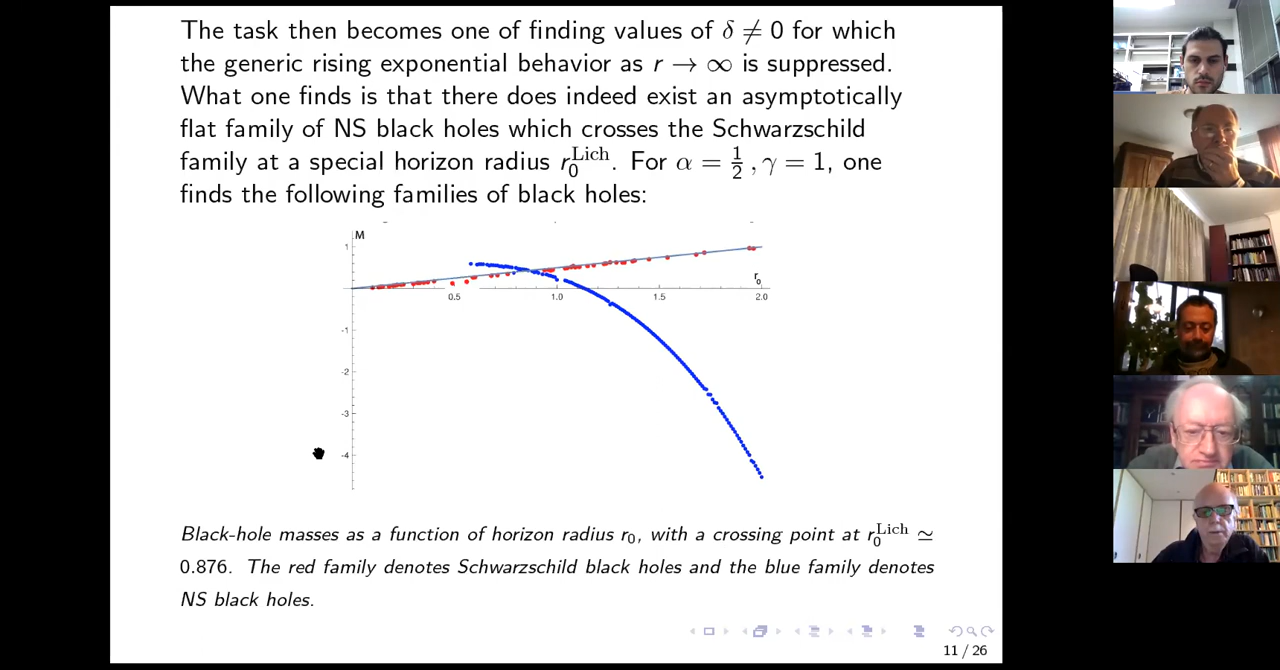 The task then becomes one of finding values of δ ≠ 0 for which
the generic rising exponential behavior as r → ∞ is suppressed.
What one finds is that there does indeed exist an asymptotically
flat family of NS black holes which crosses the Schwarzschild
family at a special horizon radius r₀^Lich. For α = 1/2 , γ = 1, one
finds the following families of black holes:
M
1
r₀
0.5 1.0 1.5 2.0
-1
-2
-3
-4
Black-hole masses as a function of horizon radius r₀, with a crossing point at r₀^Lich ≃
0.876. The red family denotes Schwarzschild black holes and the blue family denotes
NS black holes.
11 / 26